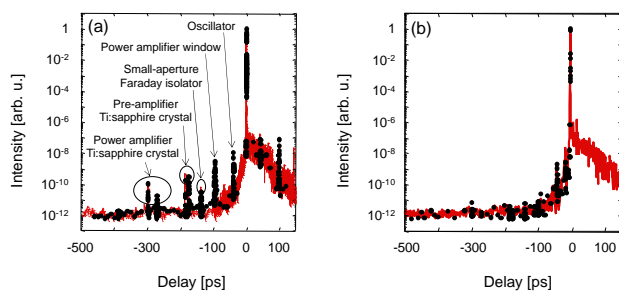 (a)
Oscillator
Power amplifier window
Small-aperture
Faraday isolator
Pre-amplifier
Ti:sapphire crystal
Power amplifier
Ti:sapphire crystal
Intensity [arb. u.]
1
10-2
10-4
10-6
10-8
10-10
10-12
-500 -300 -100 0 100
Delay [ps]
(b)
Intensity [arb. u.]
1
10-2
10-4
10-6
10-8
10-10
10-12
-500 -300 -100 0 100
Delay [ps]